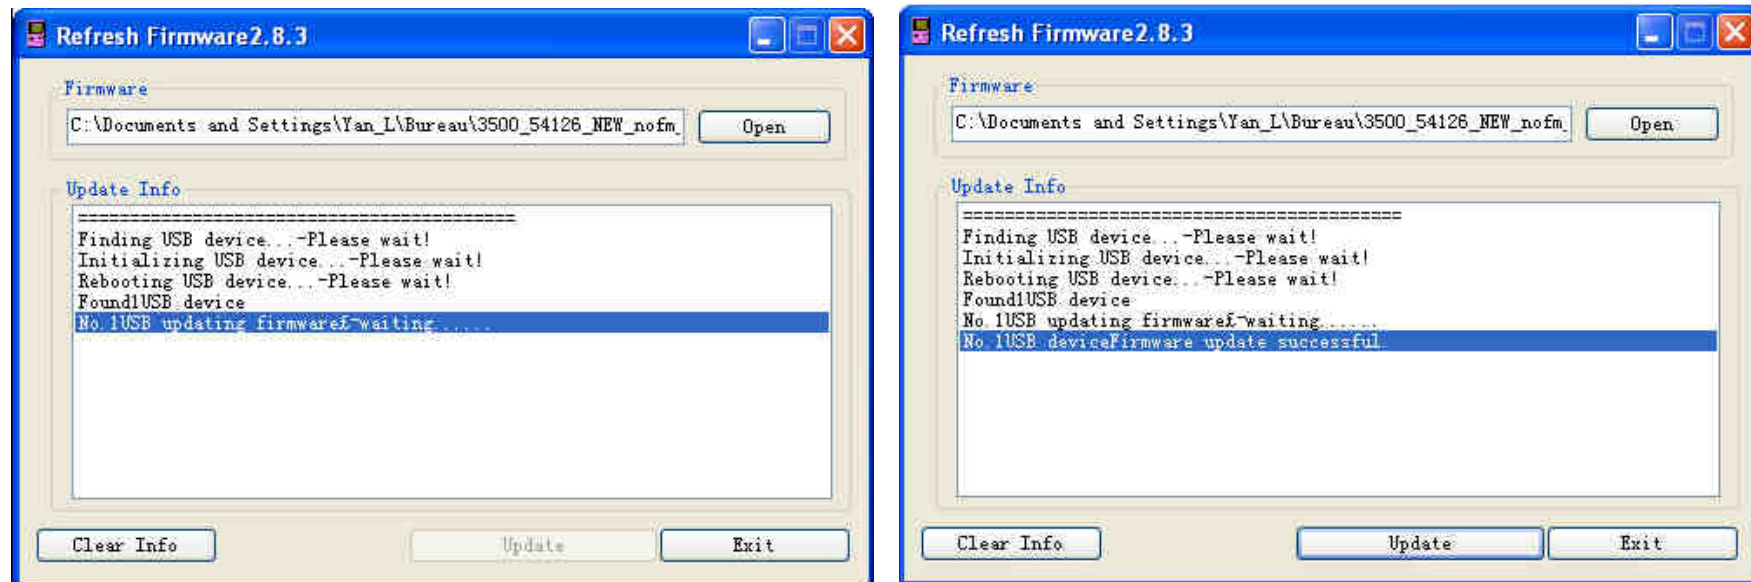 Refresh Firmware2.8.3
Firmware
C:\Documents and Settings\Yan_L\Bureau\3500_54126_NEW_nofm_
Open
Update Info
==========================================
Finding USB device...-Please wait!
Initializing USB device...-Please wait!
Rebooting USB device...-Please wait!
Found1USB device
No.1USB updating firmware£¬waiting......
Clear Info
Update
Exit
Refresh Firmware2.8.3
Firmware
C:\Documents and Settings\Yan_L\Bureau\3500_54126_NEW_nofm_
Open
Update Info
==========================================
Finding USB device...-Please wait!
Initializing USB device...-Please wait!
Rebooting USB device...-Please wait!
Found1USB device
No.1USB updating firmware£¬waiting......
No.1USB deviceFirmware update successful.
Clear Info
Update
Exit